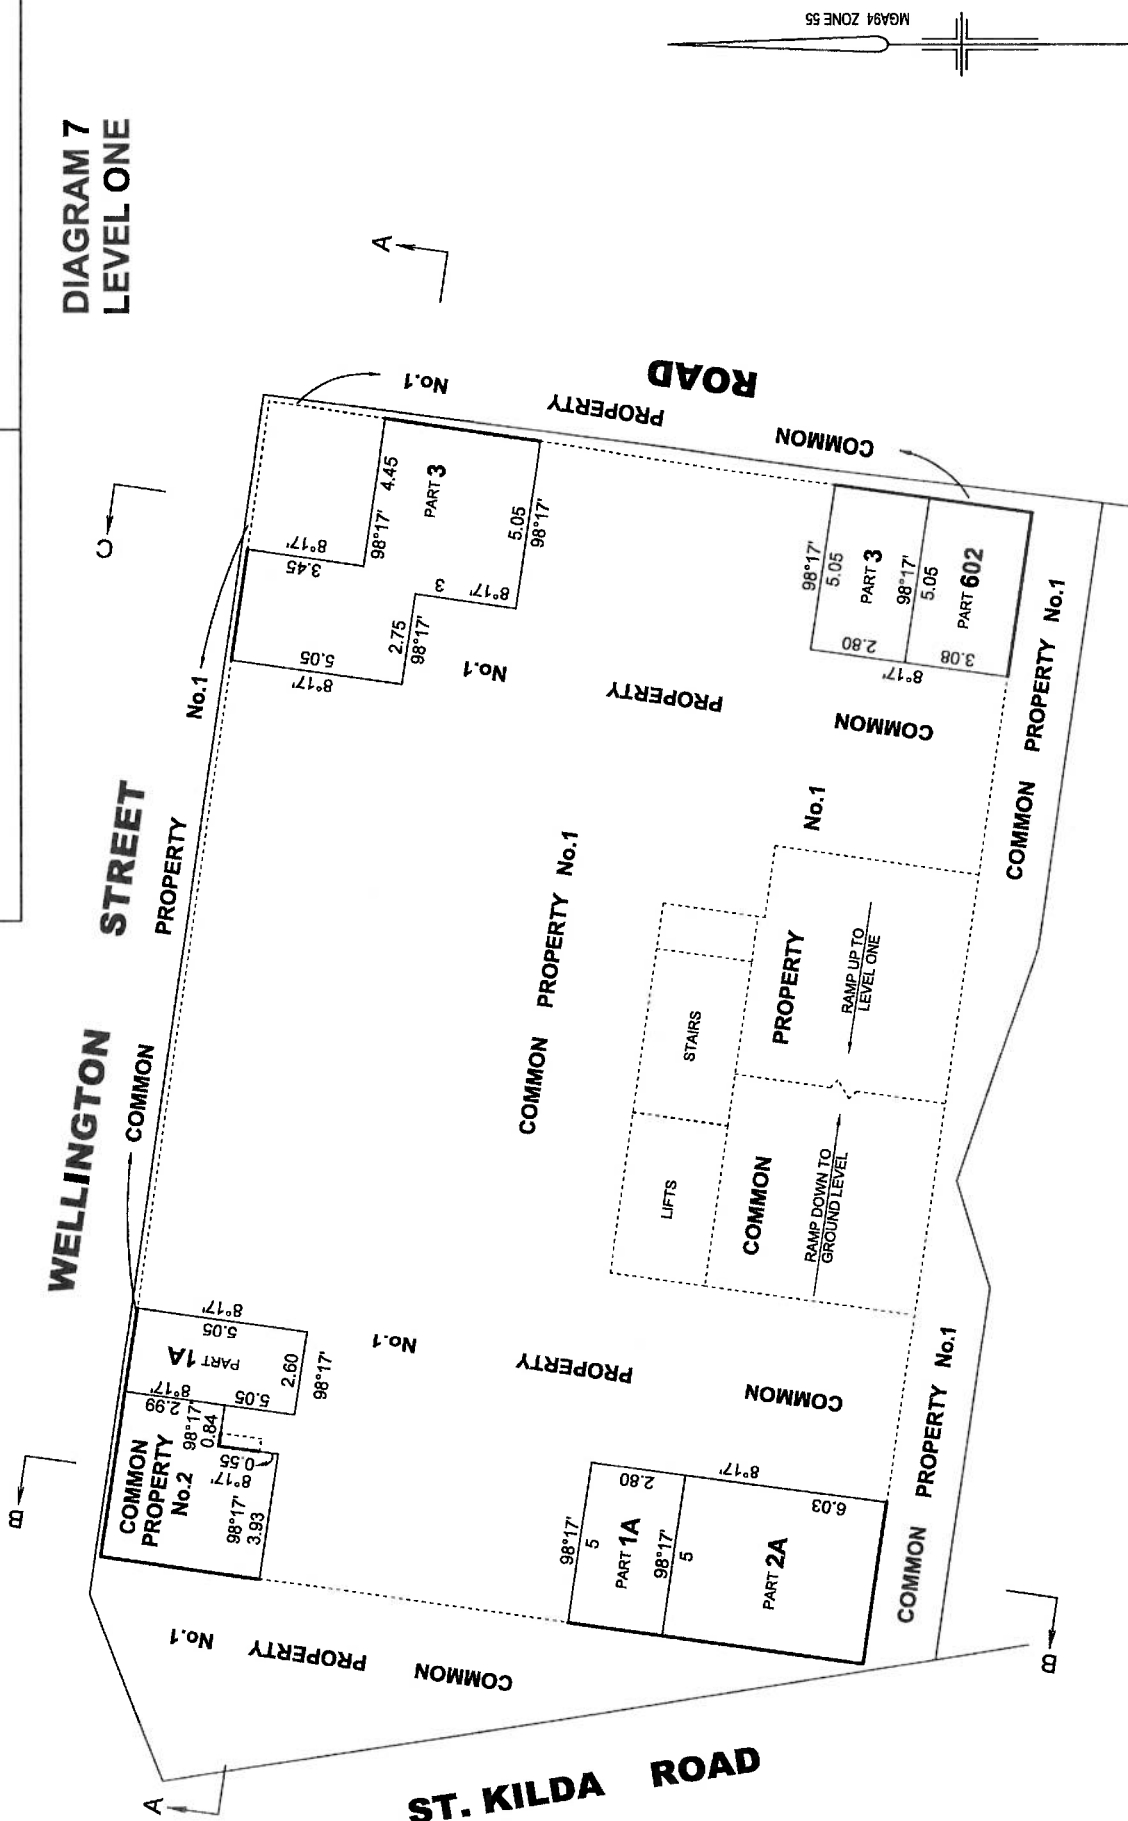 DIAGRAM 7
LEVEL ONE
MGA94 ZONE 55
WELLINGTON STREET
COMMON PROPERTY No.1
A
C
B
ROAD
COMMON PROPERTY No.1
8°17'
3.45
98°17'
4.45
PART 3
5.05
98°17'
3
8°17'
2.75
98°17'
5.05
8°17'
COMMON PROPERTY No.1
98°17'
5.05
PART 3
2.80
98°17'
5.05
PART 602
3.08
8°17'
COMMON PROPERTY No.1
COMMON PROPERTY No.1
COMMON PROPERTY No.1
STAIRS
LIFTS
RAMP UP TO
LEVEL ONE
RAMP DOWN TO
GROUND LEVEL
8°17'
5.05
PART 1A
2.60
98°17'
8°17'
2.99
5.05
98°17'
0.84
0.55
8°17'
98°17'
3.93
COMMON
PROPERTY
No.2
COMMON PROPERTY No.1
98°17'
5
PART 1A
2.80
98°17'
5
8°17'
PART 2A
6.03
COMMON PROPERTY No.1
COMMON PROPERTY No.1
A
B
ST. KILDA ROAD